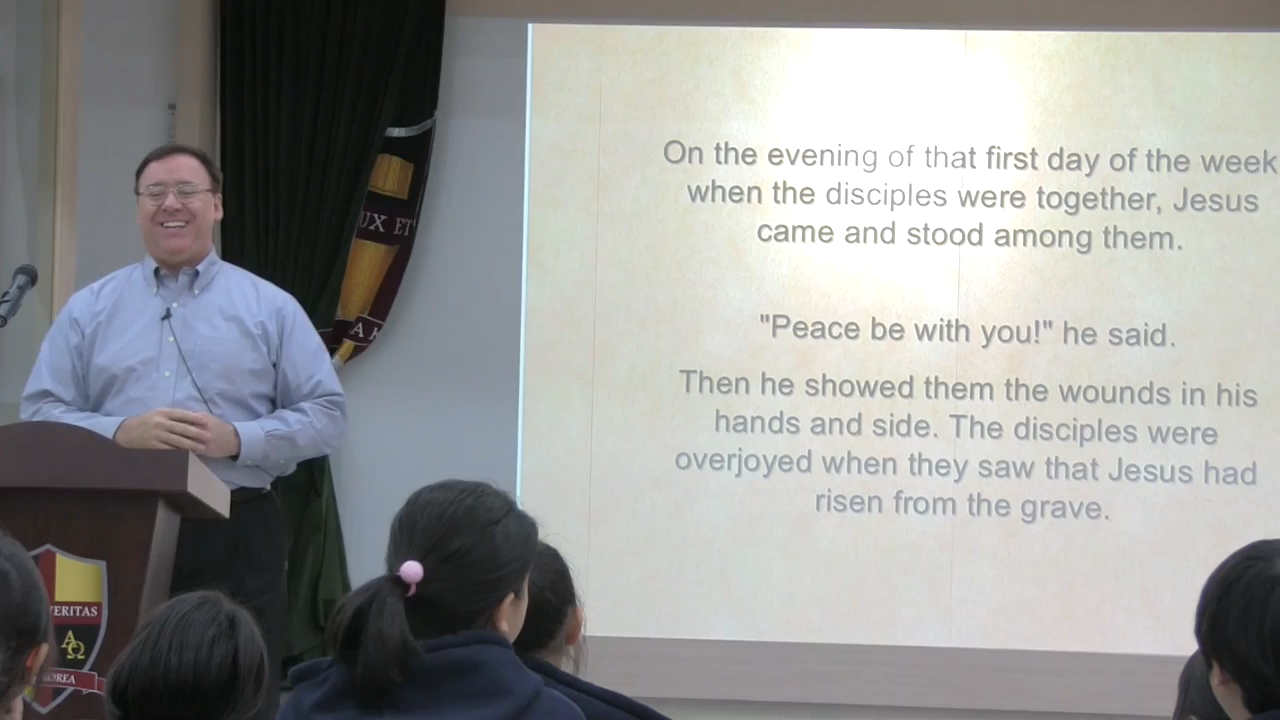 On the evening of that first day of the week
when the disciples were together, Jesus
came and stood among them.
"Peace be with you!" he said.
Then he showed them the wounds in his
hands and side. The disciples were
overjoyed when they saw that Jesus had
risen from the grave.
UX ET
VERITAS
ΑΩ
KOREA